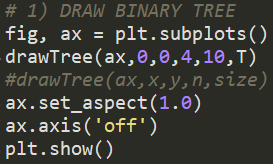 # 1) DRAW BINARY TREE
fig, ax = plt.subplots()
drawTree(ax,0,0,4,10,T)
#drawTree(ax,x,y,n,size)
ax.set_aspect(1.0)
ax.axis('off')
plt.show()